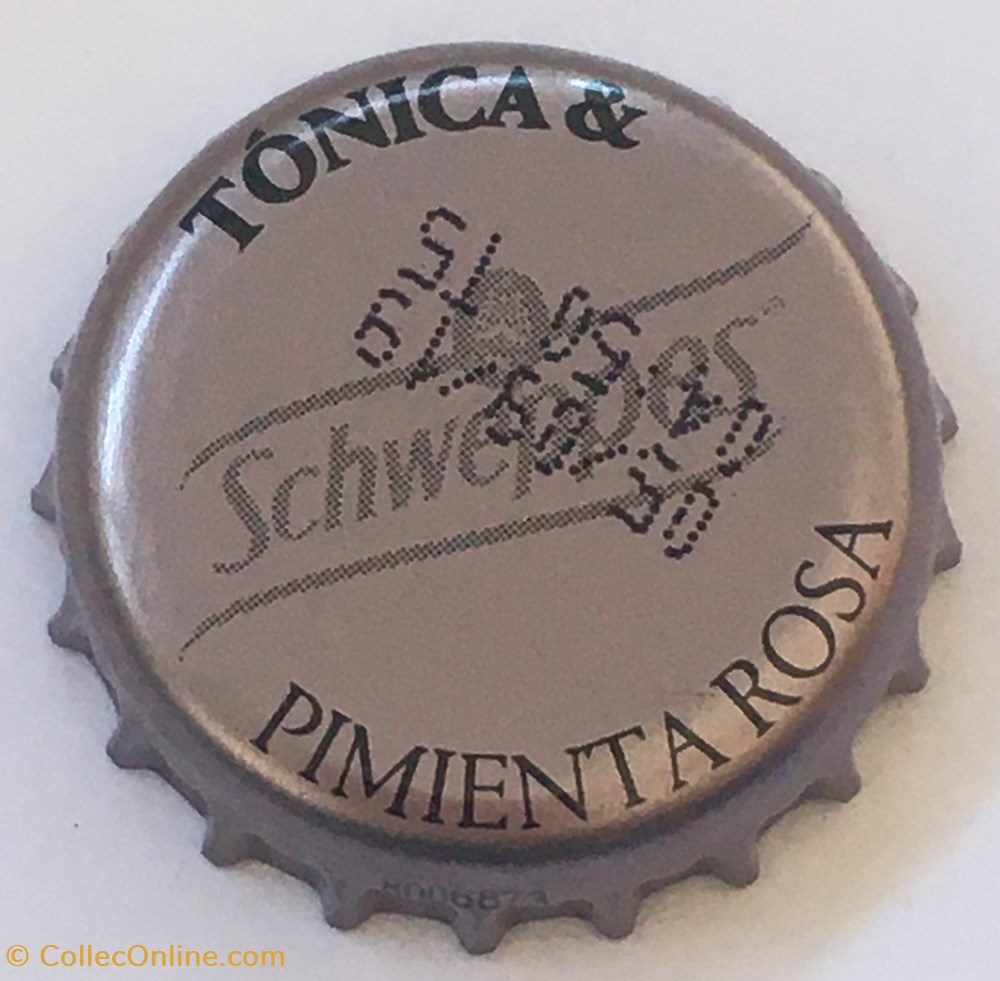 TÓNICA &
Schweppes
PIMIENTA ROSA
© CollecOnline.com